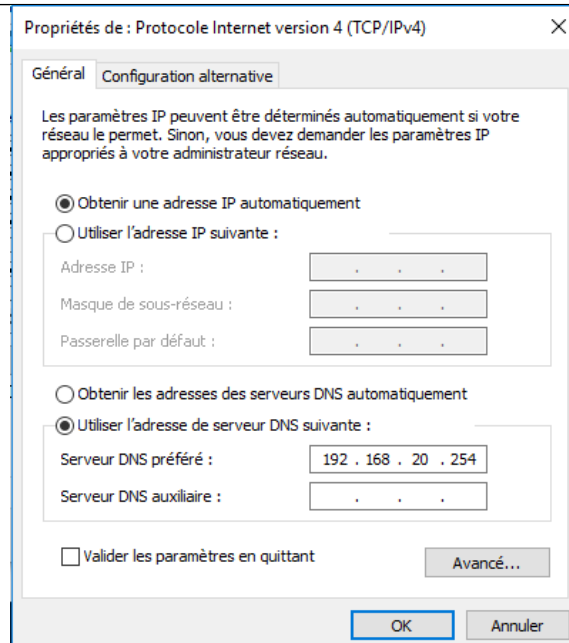 Propriétés de : Protocole Internet version 4 (TCP/IPv4)
Général
Configuration alternative
Les paramètres IP peuvent être déterminés automatiquement si votre
réseau le permet. Sinon, vous devez demander les paramètres IP
appropriés à votre administrateur réseau.
Obtenir une adresse IP automatiquement
Utiliser l'adresse IP suivante :
Adresse IP : . . .
Masque de sous-réseau : . . .
Passerelle par défaut : . . .
Obtenir les adresses des serveurs DNS automatiquement
Utiliser l'adresse de serveur DNS suivante :
Serveur DNS préféré : 192 . 168 . 20 . 254
Serveur DNS auxiliaire : . . .
Valider les paramètres en quittant
Avancé...
OK
Annuler